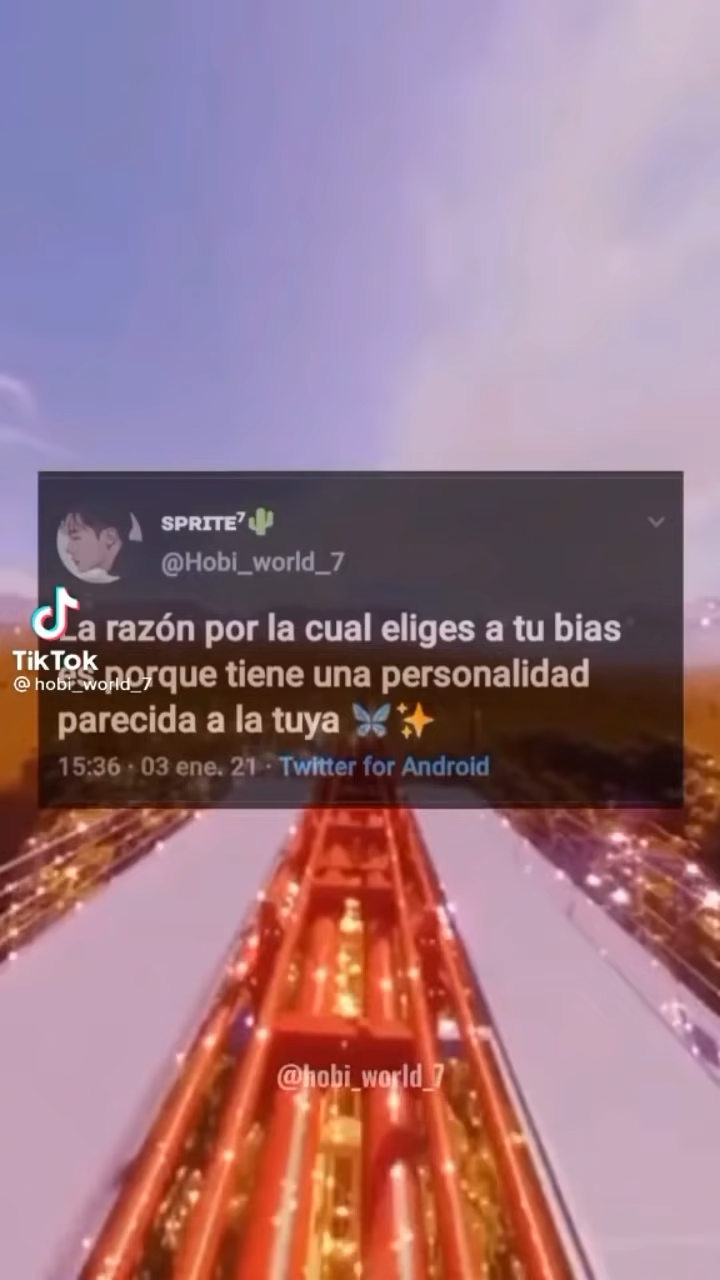 SPRITE⁷🌵
@Hobi_world_7
La razón por la cual eliges a tu bias
es porque tiene una personalidad
parecida a la tuya 🦋✨
15:36 · 03 ene. 21 · Twitter for Android
TikTok
@hobi_world_7
@hobi_world_7